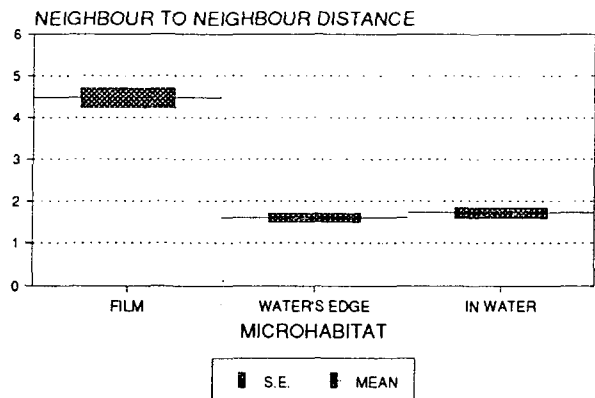 NEIGHBOUR TO NEIGHBOUR DISTANCE
6
5
4
3
2
1
0
FILM WATER'S EDGE IN WATER
MICROHABITAT
S.E. MEAN